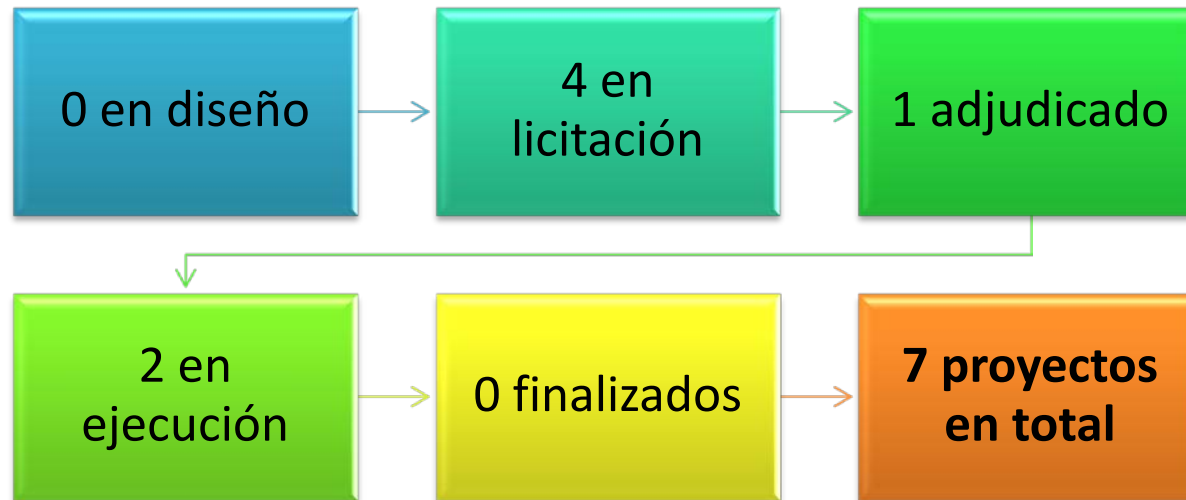 0 en diseño
4 en
licitación
1 adjudicado
2 en
ejecución
0 finalizados
7 proyectos
en total